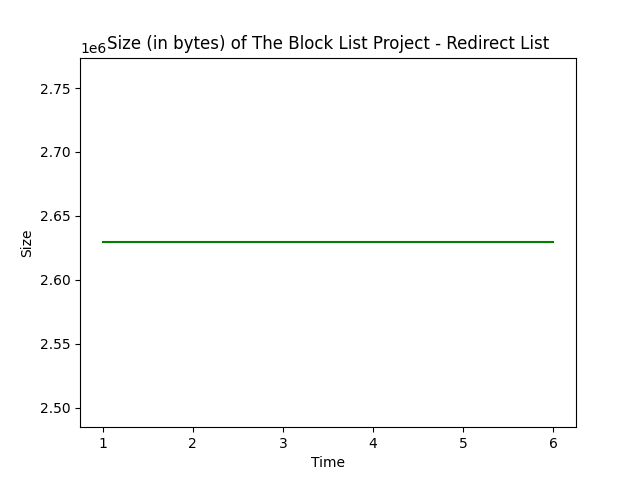 1e6
Size (in bytes) of The Block List Project - Redirect List
2.75
2.70
2.65
2.60
2.55
2.50
Size
1 2 3 4 5 6
Time